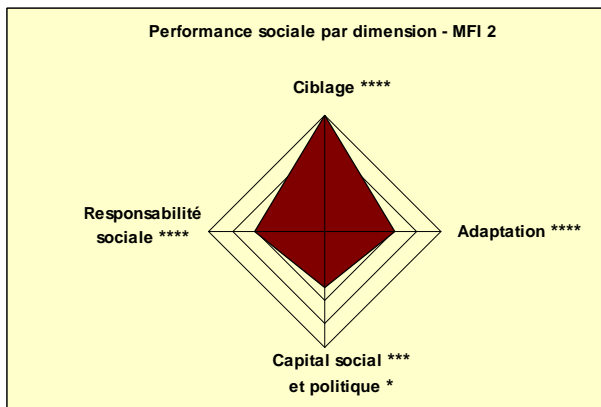 Performance sociale par dimension - MFI 2
Ciblage ****
Responsabilité
sociale ****
Adaptation ****
Capital social ***
et politique *